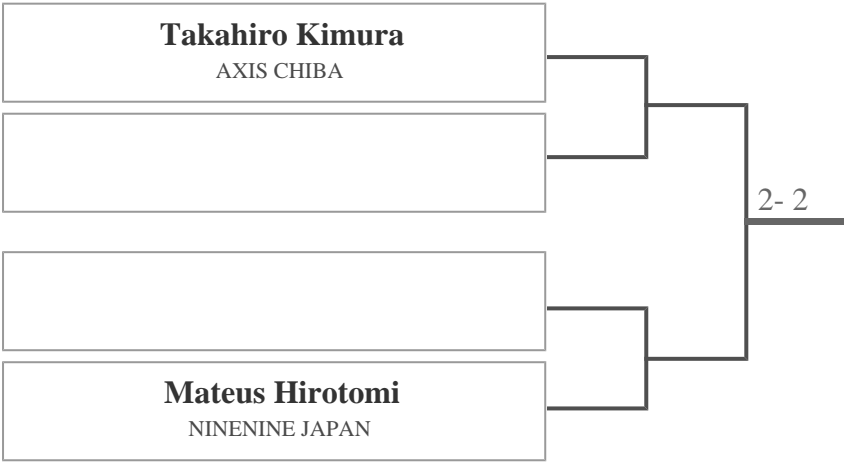 Takahiro Kimura
AXIS CHIBA
2- 2
Mateus Hirotomi
NINENINE JAPAN